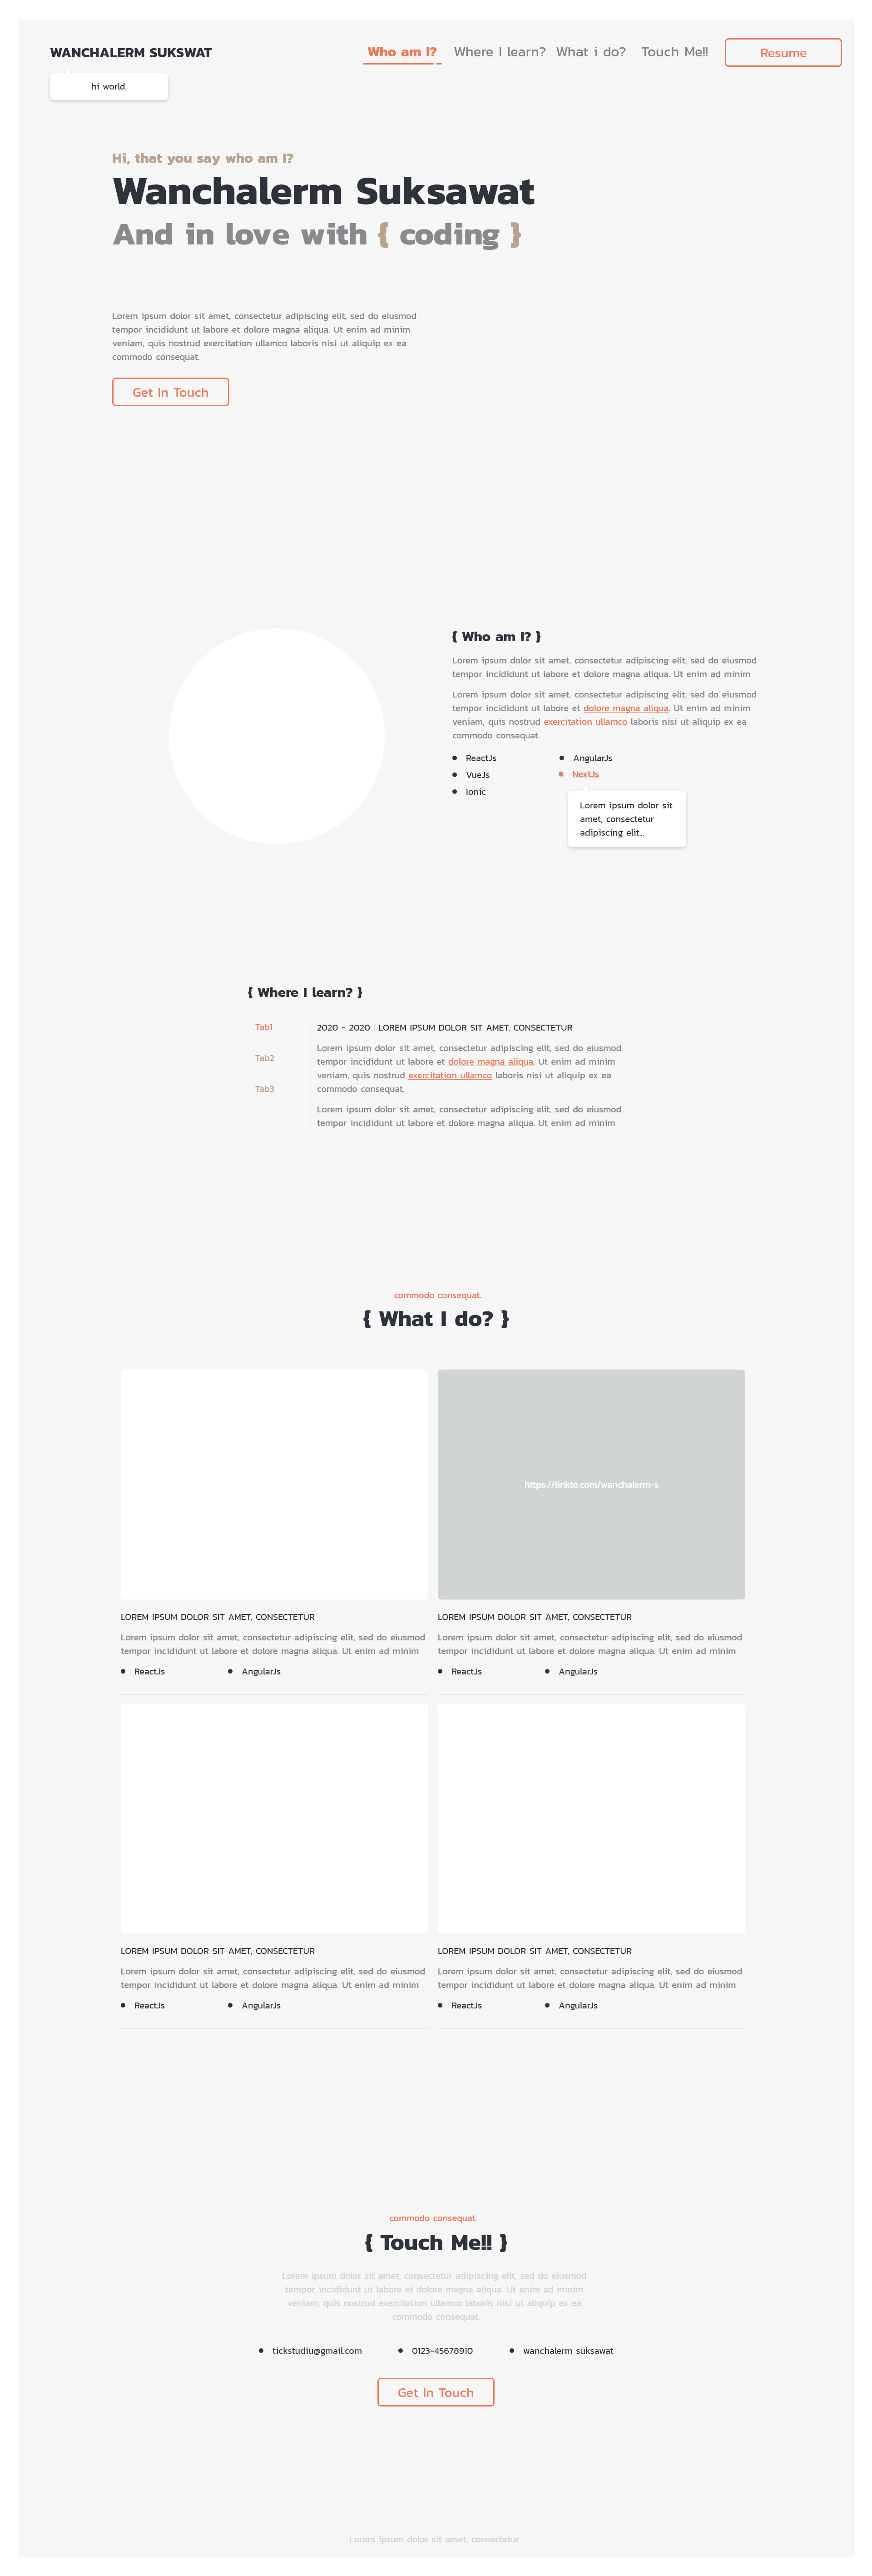 WANCHALERM SUKSWAT
Who am I?
Where I learn?
What i do?
Touch Me!!
Resume
hi world.
Hi, that you say who am I?
Wanchalerm Suksawat
And in love with { coding }
Lorem ipsum dolor sit amet, consectetur adipiscing elit, sed do eiusmod
tempor incididunt ut labore et dolore magna aliqua. Ut enim ad minim
veniam, quis nostrud exercitation ullamco laboris nisi ut aliquip ex ea
commodo consequat.
Get In Touch
{ Who am I? }
Lorem ipsum dolor sit amet, consectetur adipiscing elit, sed do eiusmod
tempor incididunt ut labore et dolore magna aliqua. Ut enim ad minim
Lorem ipsum dolor sit amet, consectetur adipiscing elit, sed do eiusmod
tempor incididunt ut labore et dolore magna aliqua. Ut enim ad minim
veniam, quis nostrud exercitation ullamco laboris nisi ut aliquip ex ea
commodo consequat.
ReactJs
AngularJs
VueJs
NextJs
Ionic
Lorem ipsum dolor sit
amet, consectetur
adipiscing elit...
{ Where I learn? }
Tab1
Tab2
Tab3
2020 - 2020 | LOREM IPSUM DOLOR SIT AMET, CONSECTETUR
Lorem ipsum dolor sit amet, consectetur adipiscing elit, sed do eiusmod
tempor incididunt ut labore et dolore magna aliqua. Ut enim ad minim
veniam, quis nostrud exercitation ullamco laboris nisi ut aliquip ex ea
commodo consequat.
Lorem ipsum dolor sit amet, consectetur adipiscing elit, sed do eiusmod
tempor incididunt ut labore et dolore magna aliqua. Ut enim ad minim
commodo consequat.
{ What I do? }
https://linkto.com/wanchalerm-s
LOREM IPSUM DOLOR SIT AMET, CONSECTETUR
Lorem ipsum dolor sit amet, consectetur adipiscing elit, sed do eiusmod
tempor incididunt ut labore et dolore magna aliqua. Ut enim ad minim
ReactJs
AngularJs
LOREM IPSUM DOLOR SIT AMET, CONSECTETUR
Lorem ipsum dolor sit amet, consectetur adipiscing elit, sed do eiusmod
tempor incididunt ut labore et dolore magna aliqua. Ut enim ad minim
ReactJs
AngularJs
LOREM IPSUM DOLOR SIT AMET, CONSECTETUR
Lorem ipsum dolor sit amet, consectetur adipiscing elit, sed do eiusmod
tempor incididunt ut labore et dolore magna aliqua. Ut enim ad minim
ReactJs
AngularJs
LOREM IPSUM DOLOR SIT AMET, CONSECTETUR
Lorem ipsum dolor sit amet, consectetur adipiscing elit, sed do eiusmod
tempor incididunt ut labore et dolore magna aliqua. Ut enim ad minim
ReactJs
AngularJs
commodo consequat.
{ Touch Me!! }
Lorem ipsum dolor sit amet, consectetur adipiscing elit, sed do eiusmod
tempor incididunt ut labore et dolore magna aliqua. Ut enim ad minim
veniam, quis nostrud exercitation ullamco laboris nisi ut aliquip ex ea
commodo consequat.
tickstudiu@gmail.com
0123-45678910
wanchalerm suksawat
Get In Touch
Lorem ipsum dolor sit amet, consectetur